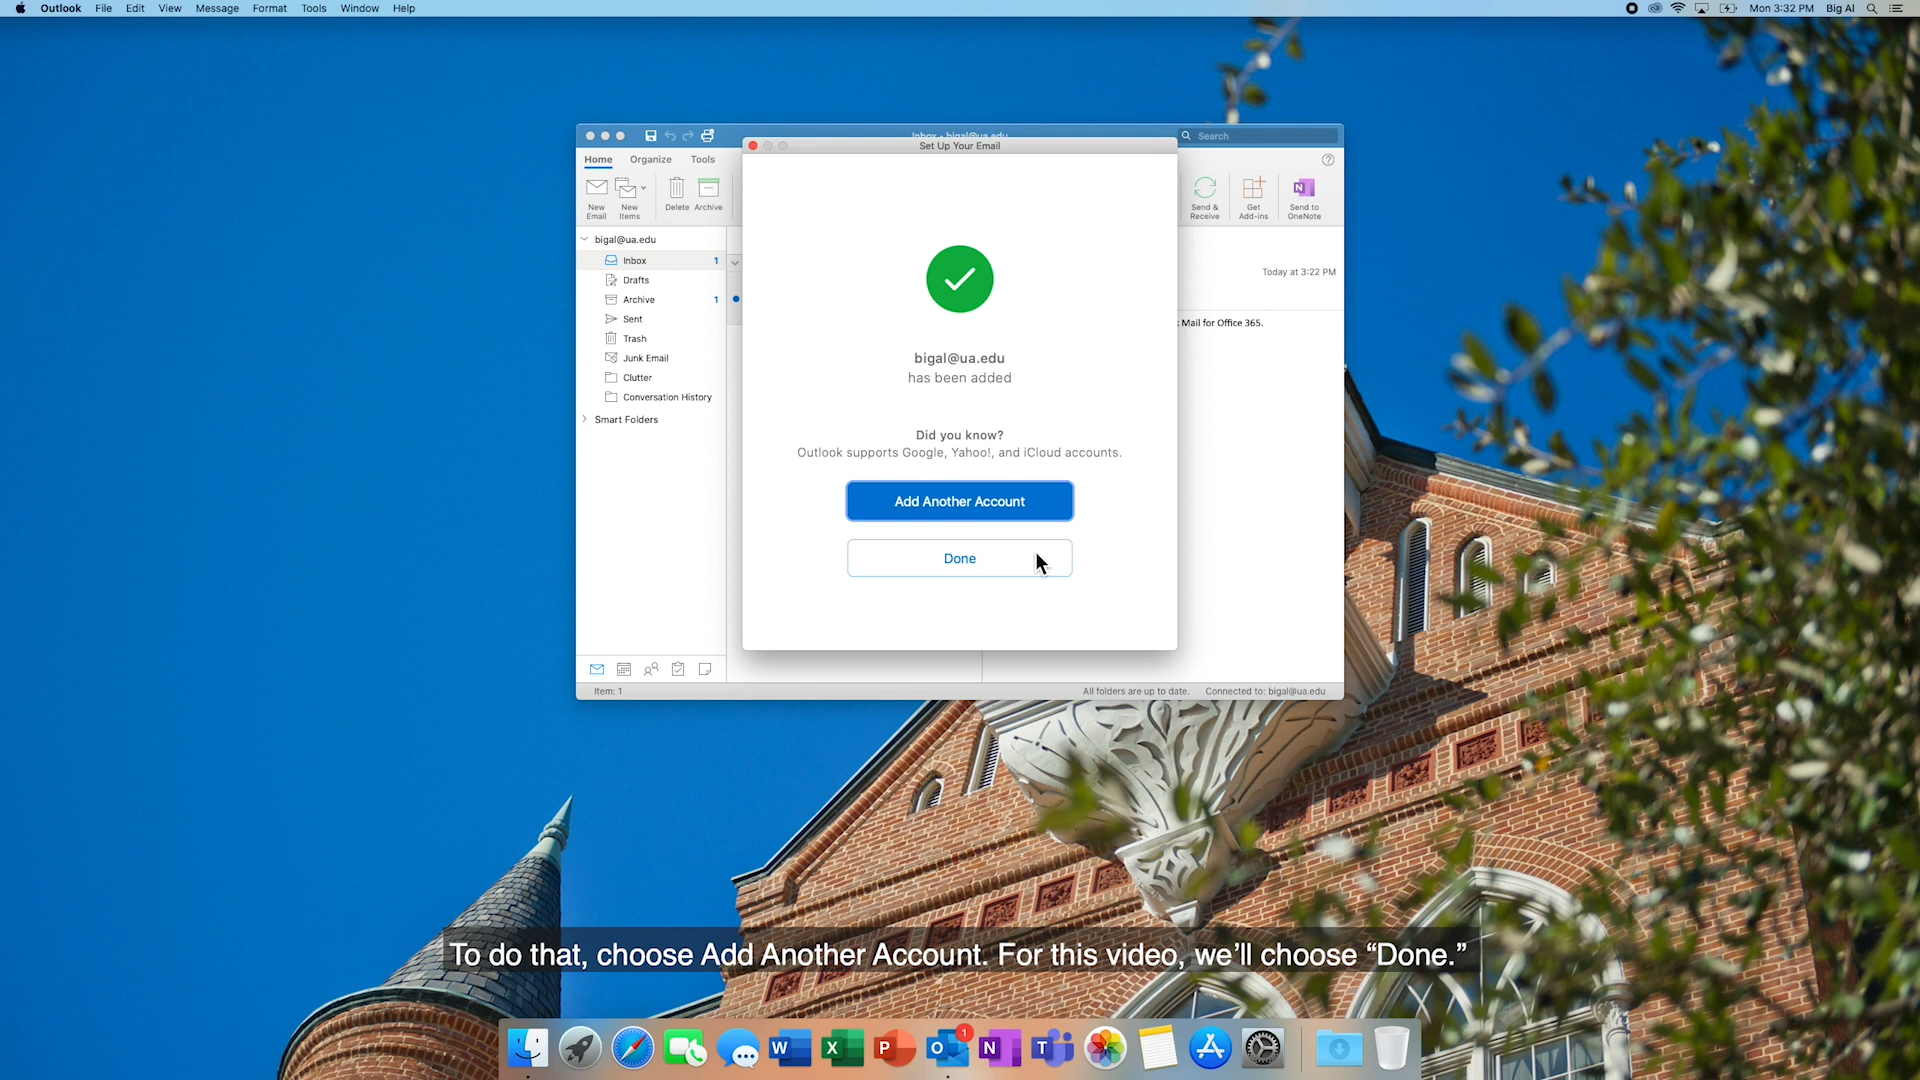 Outlook File Edit View Message Format Tools Window Help
Mon 3:32 PM Big Al
Search
Set Up Your Email
Home Organize Tools
New Email
New Items
Delete
Archive
Send & Receive
Get Add-ins
Send to OneNote
bigal@ua.edu
Inbox 1
Drafts
Archive 1
Sent
Trash
Junk Email
Clutter
Conversation History
Smart Folders
Today at 3:22 PM
Mail for Office 365.
bigal@ua.edu
has been added
Did you know?
Outlook supports Google, Yahoo!, and iCloud accounts.
Add Another Account
Done
Item: 1
All folders are up to date. Connected to: bigal@ua.edu
To do that, choose Add Another Account. For this video, we’ll choose “Done.”
W X P O 1 N T